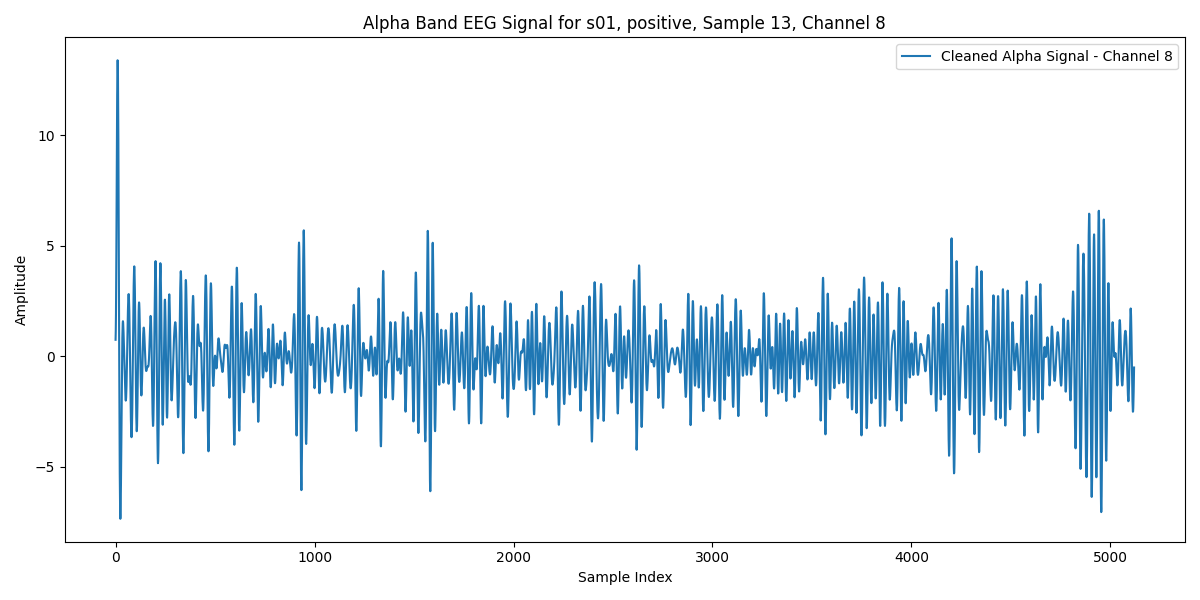 Alpha Band EEG Signal for s01, positive, Sample 13, Channel 8
Cleaned Alpha Signal - Channel 8
Amplitude
10
5
0
−5
0 1000 2000 3000 4000 5000
Sample Index